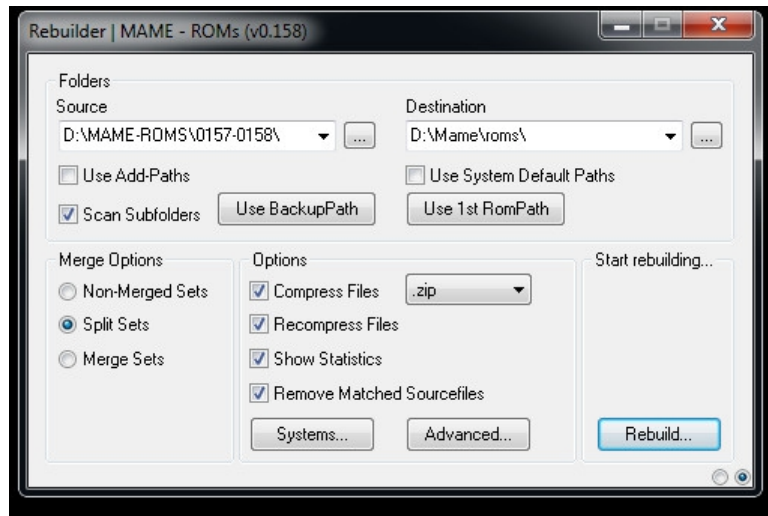 Rebuilder | MAME - ROMs (v0.158)
Folders
Source Destination
D:\MAME-ROMS\0157-0158\ ... D:\Mame\roms\ ...
Use Add-Paths Use System Default Paths
Scan Subfolders Use BackupPath Use 1st RomPath
Merge Options Options Start rebuilding...
Non-Merged Sets Compress Files .zip
Split Sets Recompress Files
Merge Sets Show Statistics
Remove Matched Sourcefiles
Systems... Advanced... Rebuild...